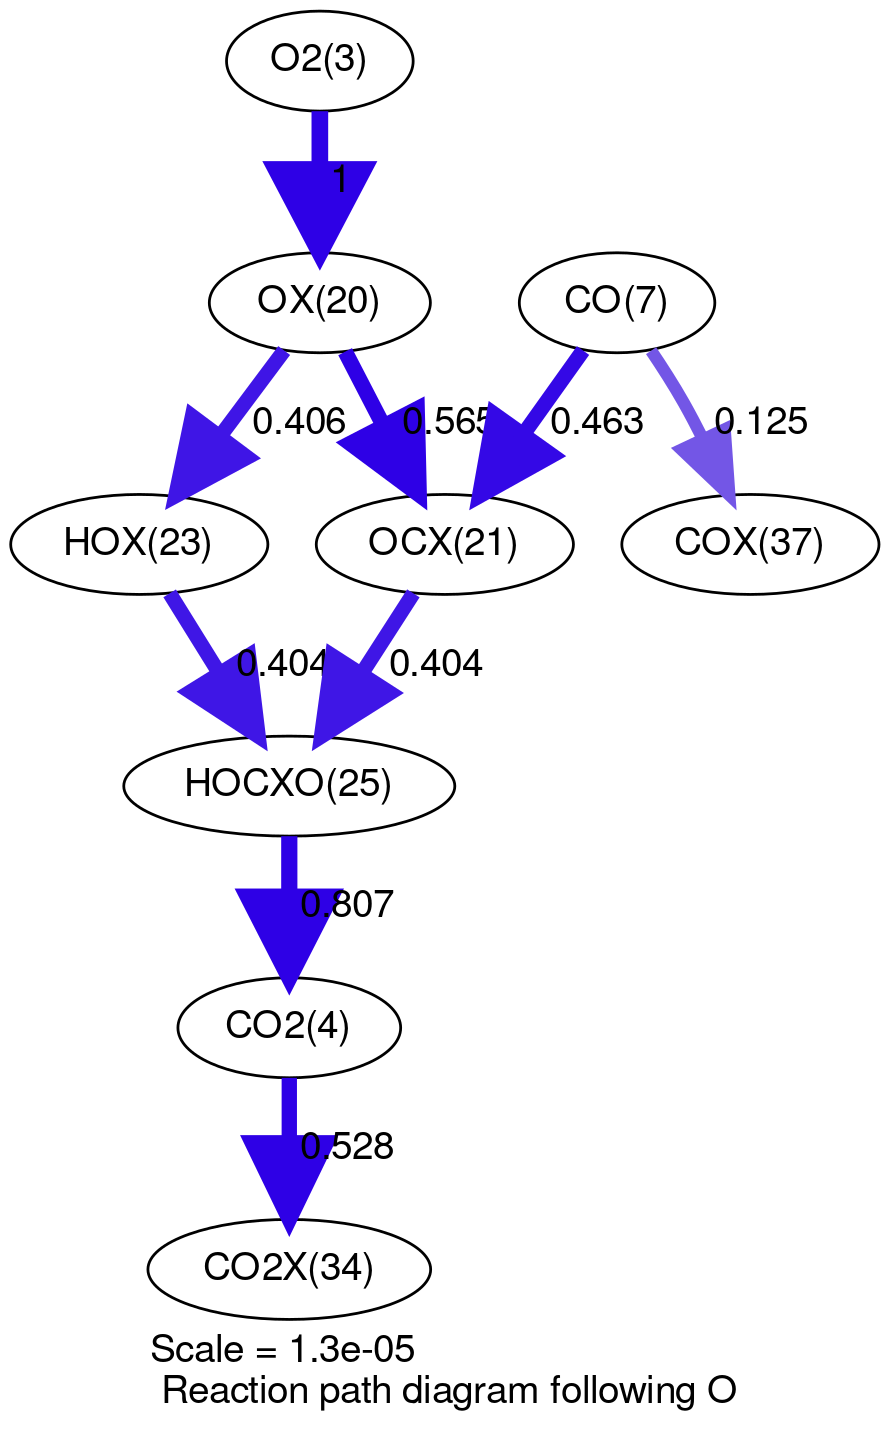 O2(3)
1
OX(20)
CO(7)
0.406
0.565
0.463
0.125
HOX(23)
OCX(21)
COX(37)
0.404
0.404
HOCXO(25)
0.807
CO2(4)
0.528
CO2X(34)
Scale = 1.3e-05
Reaction path diagram following O